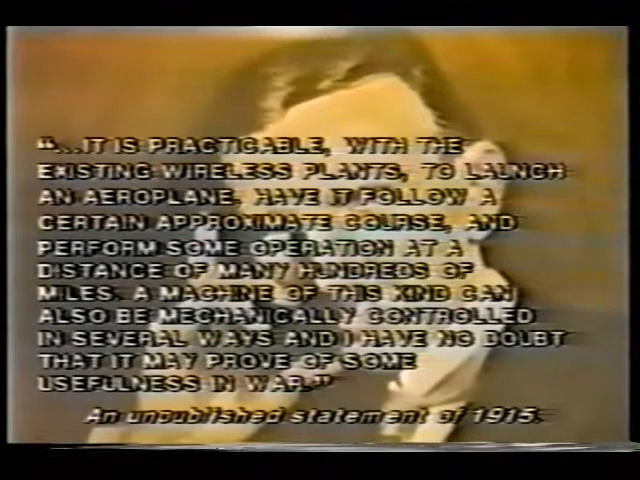 "...IT IS PRACTICABLE, WITH THE
EXISTING WIRELESS PLANTS, TO LAUNCH
AN AEROPLANE, HAVE IT FOLLOW A
CERTAIN APPROXIMATE COURSE, AND
PERFORM SOME OPERATION AT A
DISTANCE OF MANY HUNDREDS OF
MILES. A MACHINE OF THIS KIND CAN
ALSO BE MECHANICALLY CONTROLLED
IN SEVERAL WAYS AND I HAVE NO DOUBT
THAT IT MAY PROVE OF SOME
USEFULLNESS IN WAR."
An unpublished statement of 1915.